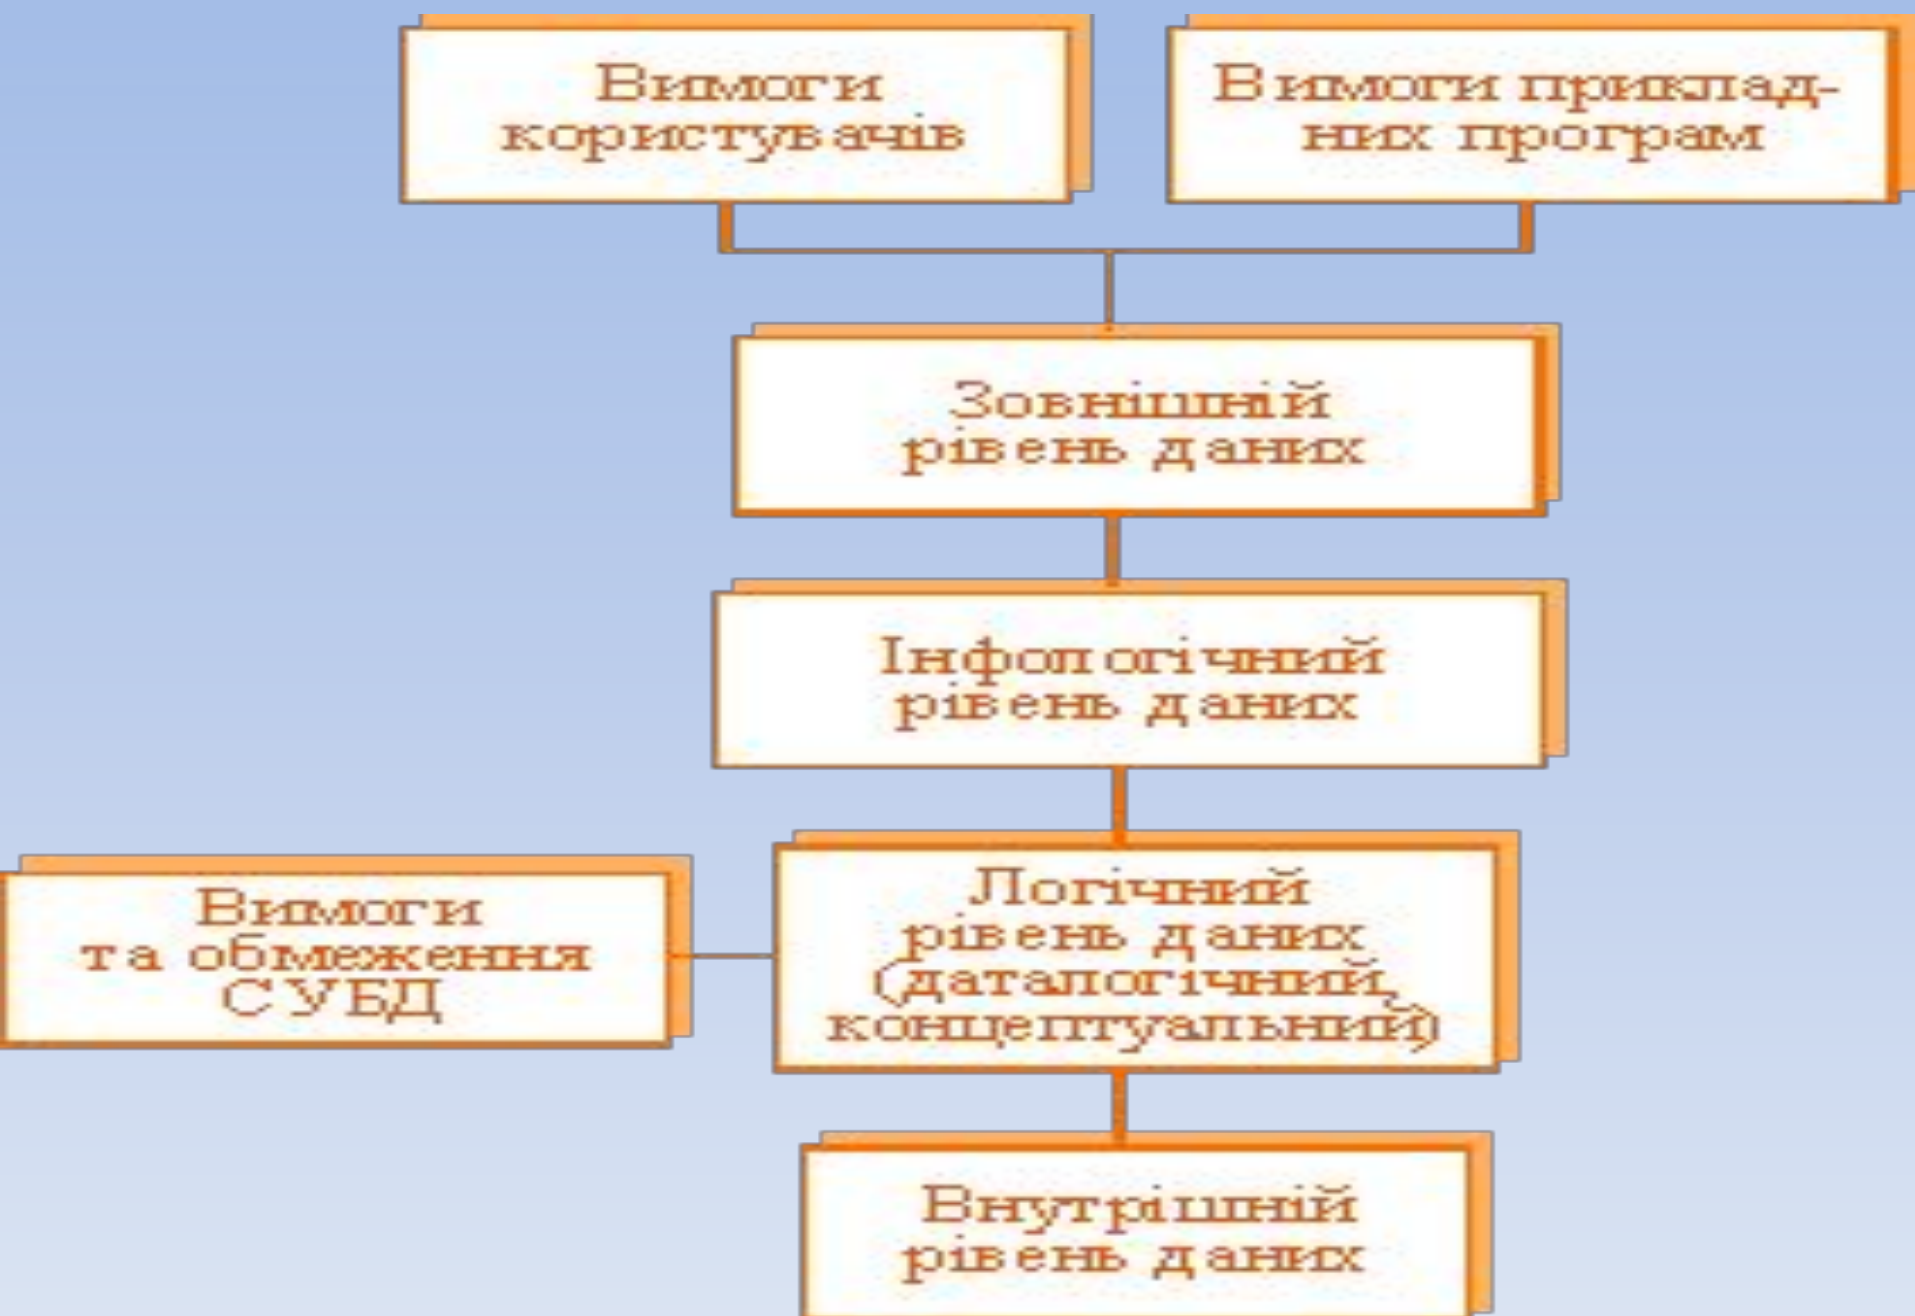 Вимоги
користувачів
Вимоги приклад-
них програм
Зовнішній
рівень даних
Інфологічний
рівень даних
Вимоги
та обмеження
СУБД
Логічний
рівень даних
(даталогічний,
концептуальний)
Внутрішній
рівень даних